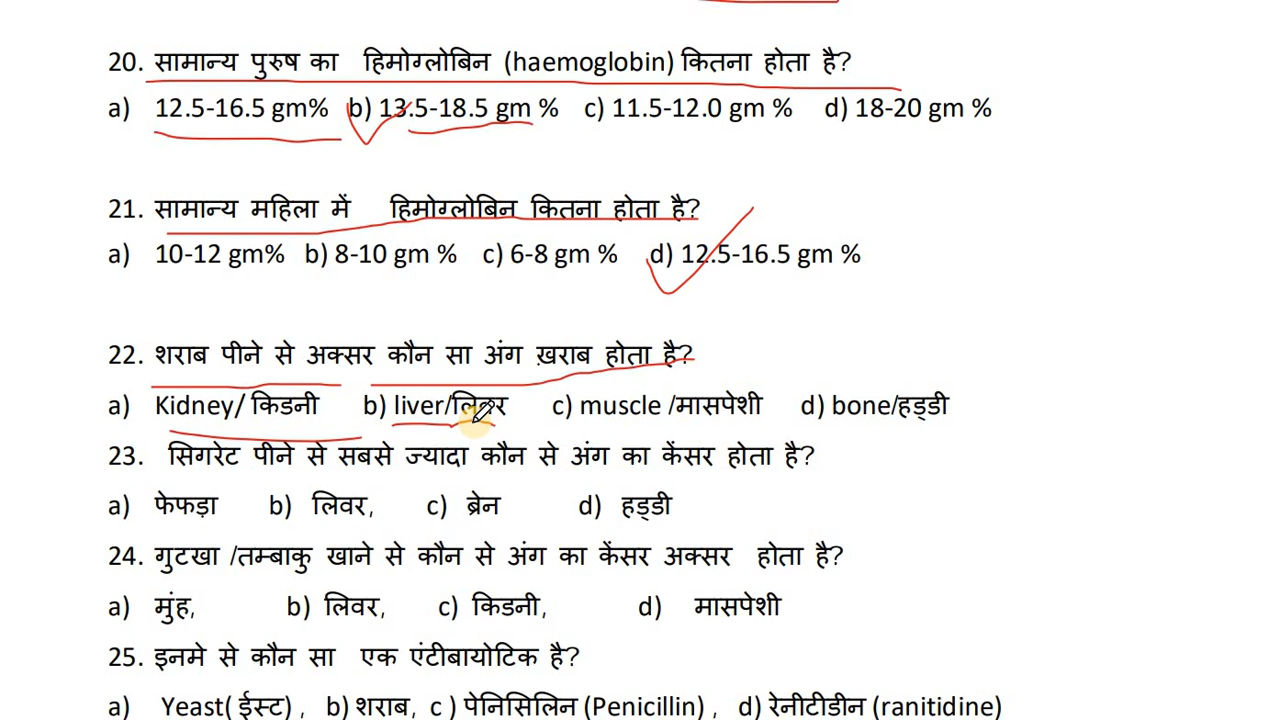 20. सामान्य पुरुष का हिमोग्लोबिन (haemoglobin) कितना होता है?
a) 12.5-16.5 gm% b) 13.5-18.5 gm % c) 11.5-12.0 gm % d) 18-20 gm %
21. सामान्य महिला में हिमोग्लोबिन कितना होता है?
a) 10-12 gm% b) 8-10 gm % c) 6-8 gm % d) 12.5-16.5 gm %
22. शराब पीने से अक्सर कौन सा अंग ख़राब होता है?
a) Kidney/ किडनी b) liver/लिवर c) muscle /मासपेशी d) bone/हड्डी
23. सिगरेट पीने से सबसे ज्यादा कौन से अंग का केंसर होता है?
a) फेफड़ा b) लिवर, c) ब्रेन d) हड्डी
24. गुटखा /तम्बाकु खाने से कौन से अंग का केंसर अक्सर होता है?
a) मुंह, b) लिवर, c) किडनी, d) मासपेशी
25. इनमे से कौन सा एक एंटीबायोटिक है?
a) Yeast( ईस्ट) , b) शराब, c ) पेनिसिलिन (Penicillin) , d) रेनीटीडीन (ranitidine)